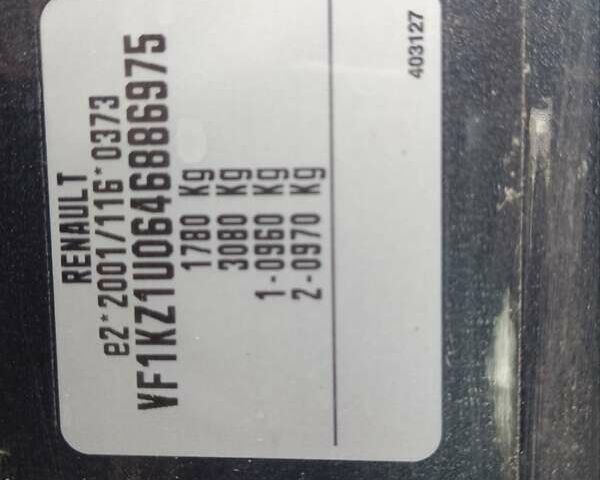 RENAULT
e2*2001/116*0373
VF1KZ1U0646886975
1780 Kg
3080 Kg
1-0960 Kg
2-0970 Kg
403127